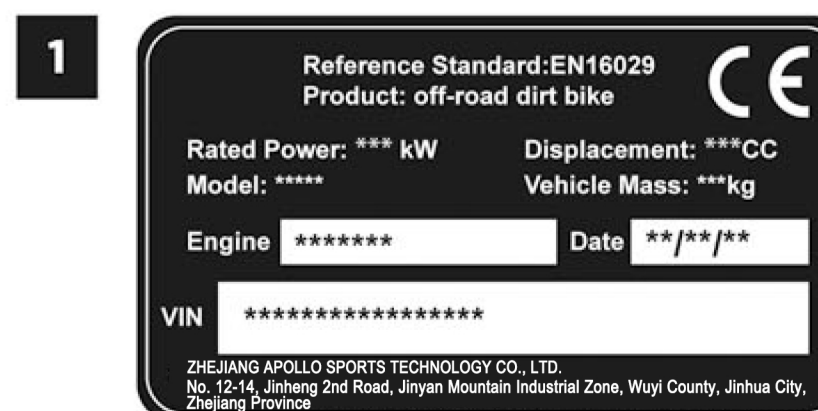 1
Reference Standard:EN16029
Product: off-road dirt bike
CE
Rated Power: *** kW Displacement: ***CC
Model: ***** Vehicle Mass: ***kg
Engine ******* Date **/**/**
VIN *****************
ZHEJIANG APOLLO SPORTS TECHNOLOGY CO., LTD.
No. 12-14, Jinheng 2nd Road, Jinyan Mountain Industrial Zone, Wuyi County, Jinhua City,
Zhejiang Province